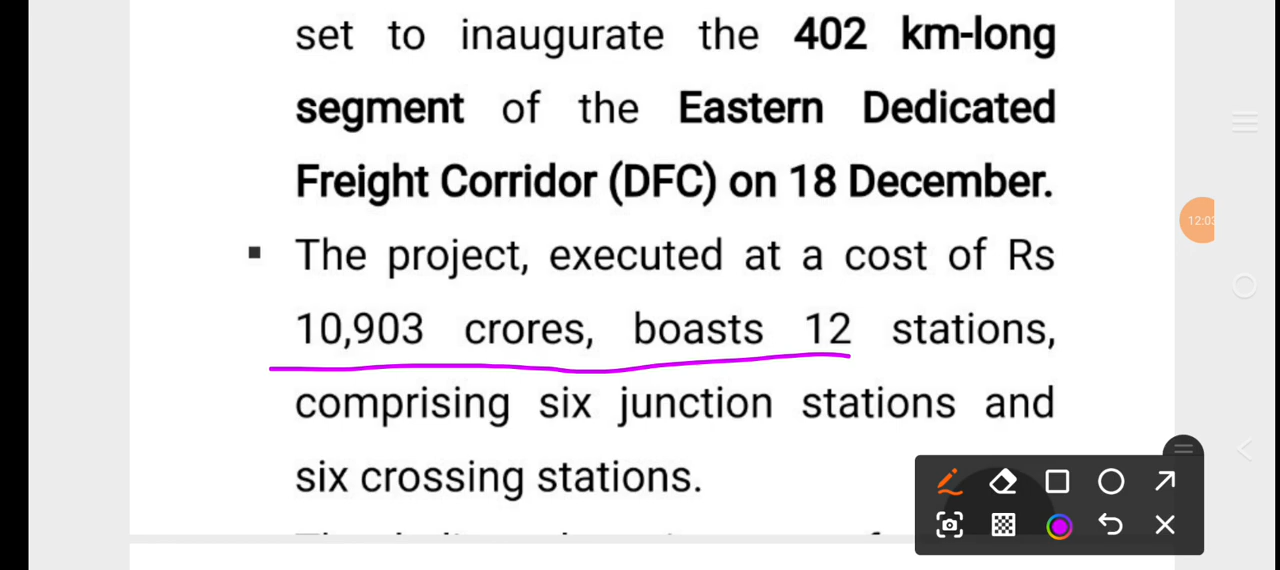 set to inaugurate the 402 km-long
segment of the Eastern Dedicated
Freight Corridor (DFC) on 18 December.
▪ The project, executed at a cost of Rs
10,903 crores, boasts 12 stations,
comprising six junction stations and
six crossing stations.